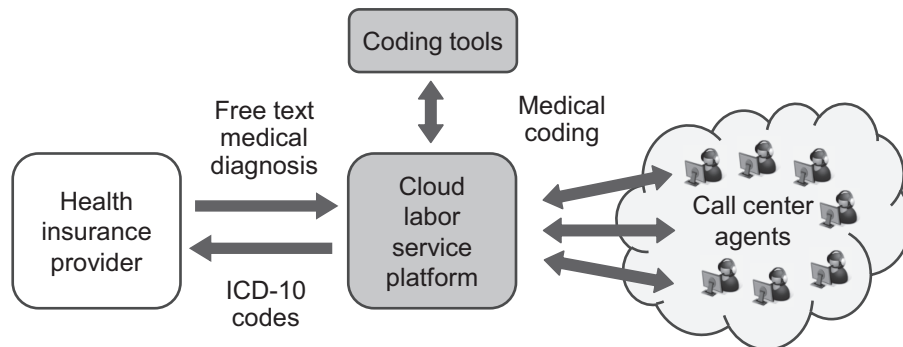 Coding tools
Free text
medical
diagnosis
Medical
coding
Health
insurance
provider
Cloud
labor
service
platform
Call center
agents
ICD-10
codes